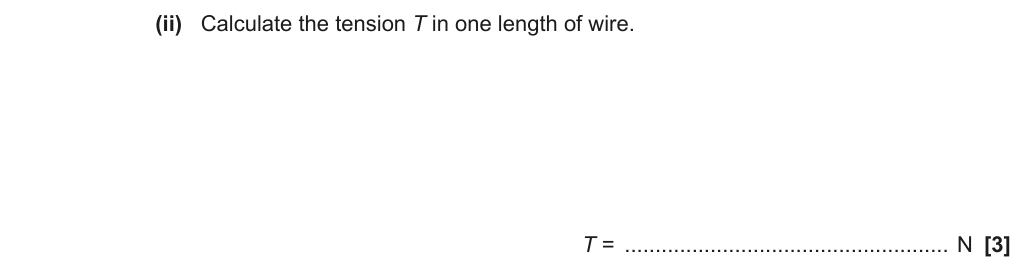 (ii) Calculate the tension T in one length of wire.
T = ..................................................... N [3]